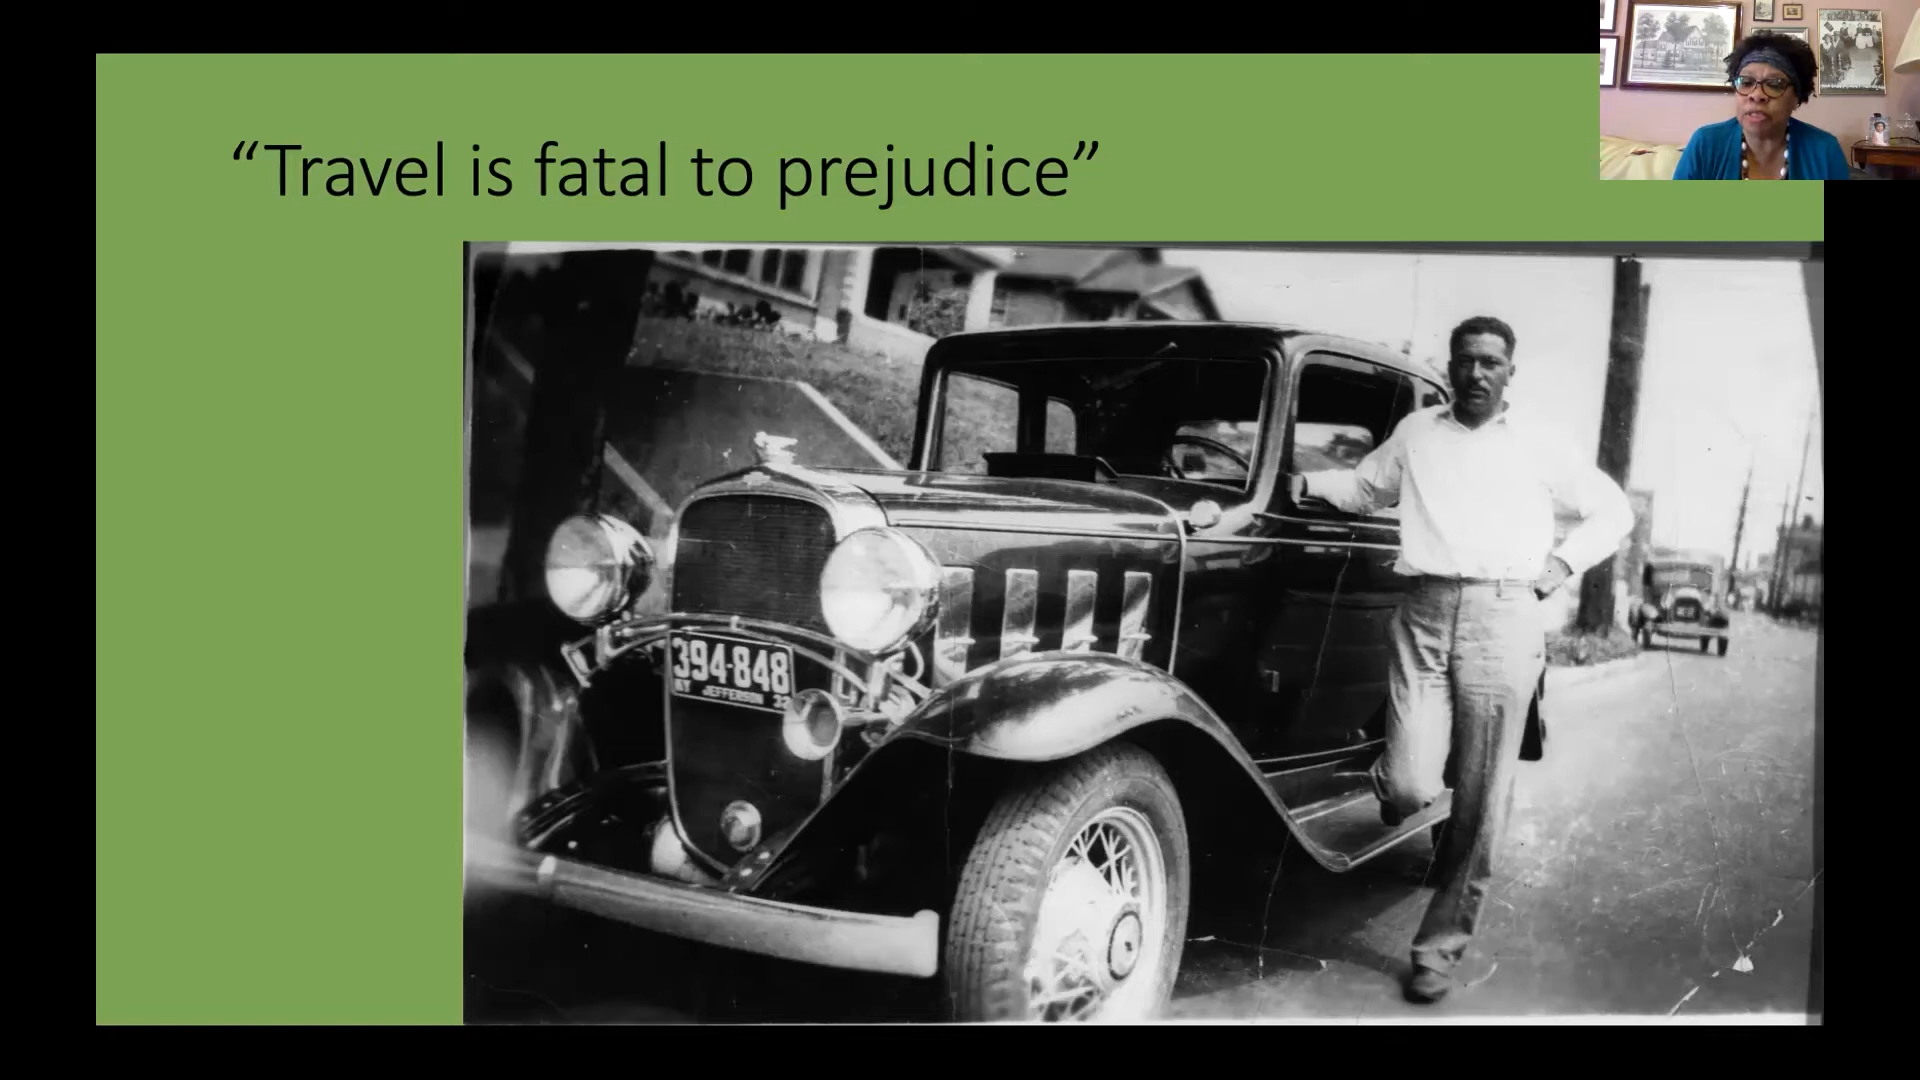 “Travel is fatal to prejudice”
394-848
KY JEFFERSON 32